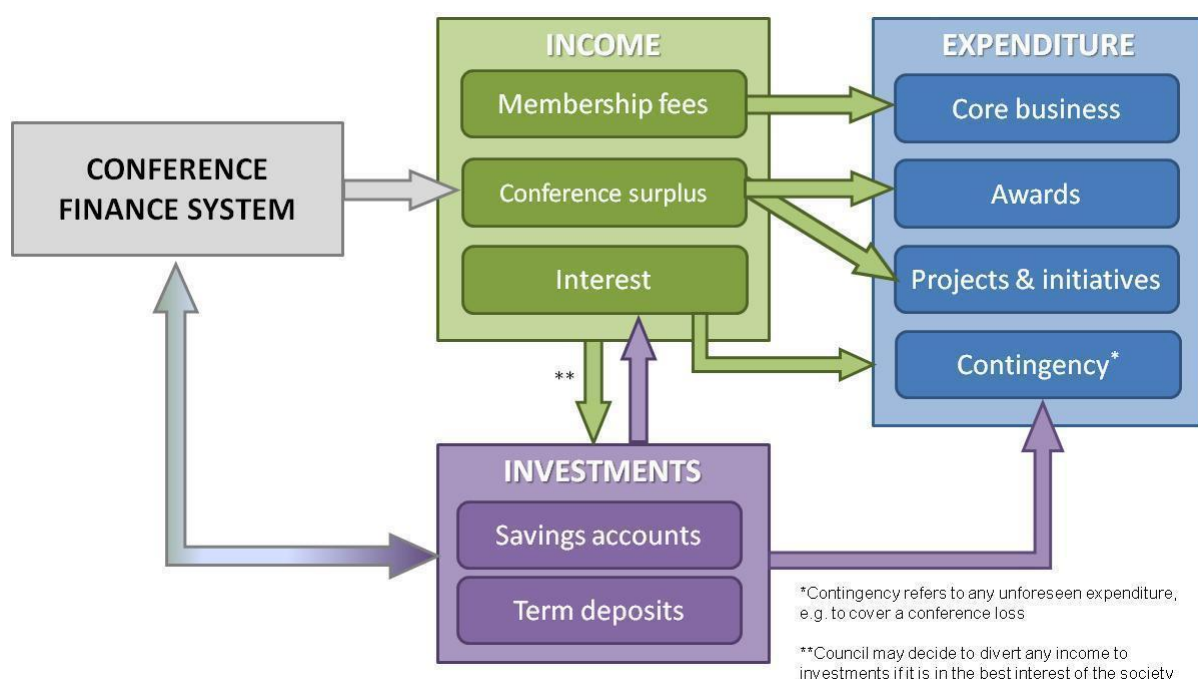 INCOME
Membership fees
Conference surplus
Interest
EXPENDITURE
Core business
Awards
Projects & initiatives
Contingency*
CONFERENCE
FINANCE SYSTEM
**
INVESTMENTS
Savings accounts
Term deposits
*Contingency refers to any unforeseen expenditure,
e.g. to cover a conference loss
**Council may decide to divert any income to
investments if it is in the best interest of the society